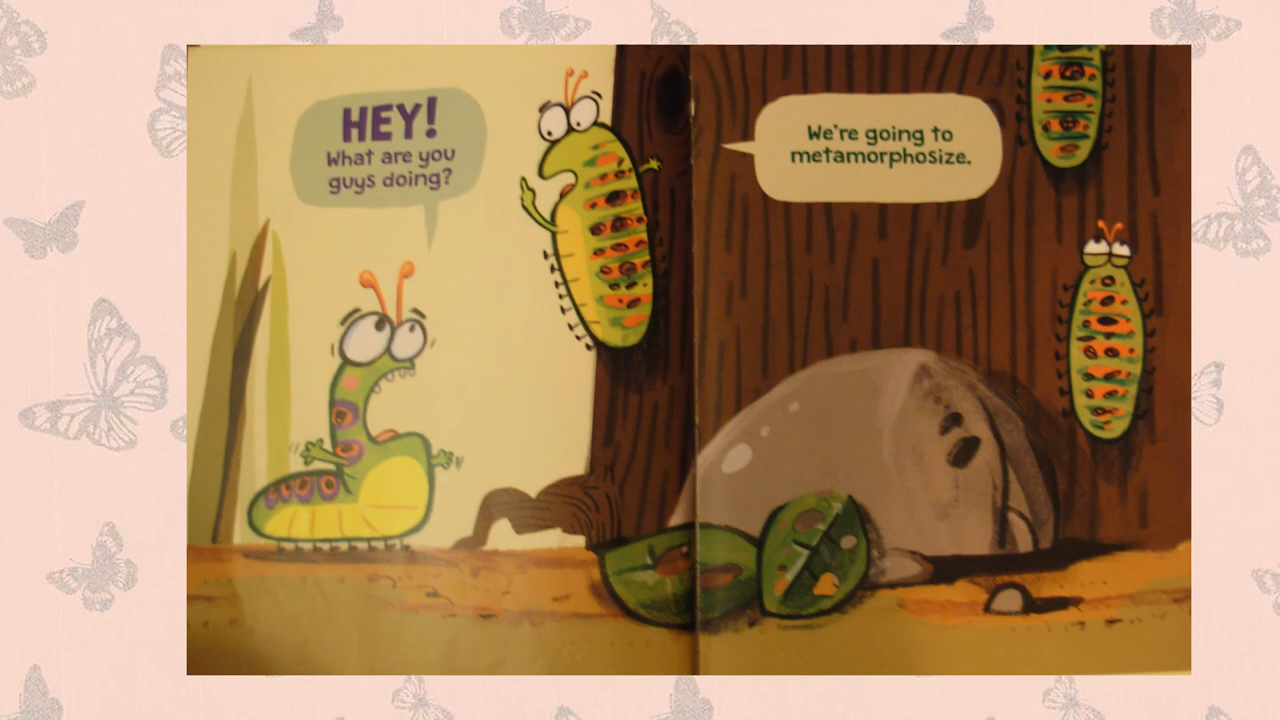 HEY!
What are you
guys doing?
We're going to
metamorphosize.